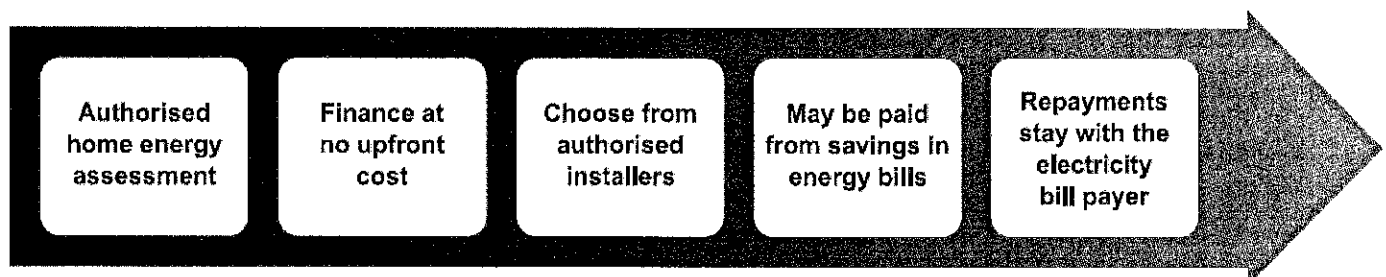 Authorised
home energy
assessment
Finance at
no upfront
cost
Choose from
authorised
installers
May be paid
from savings in
energy bills
Repayments
stay with the
electricity
bill payer